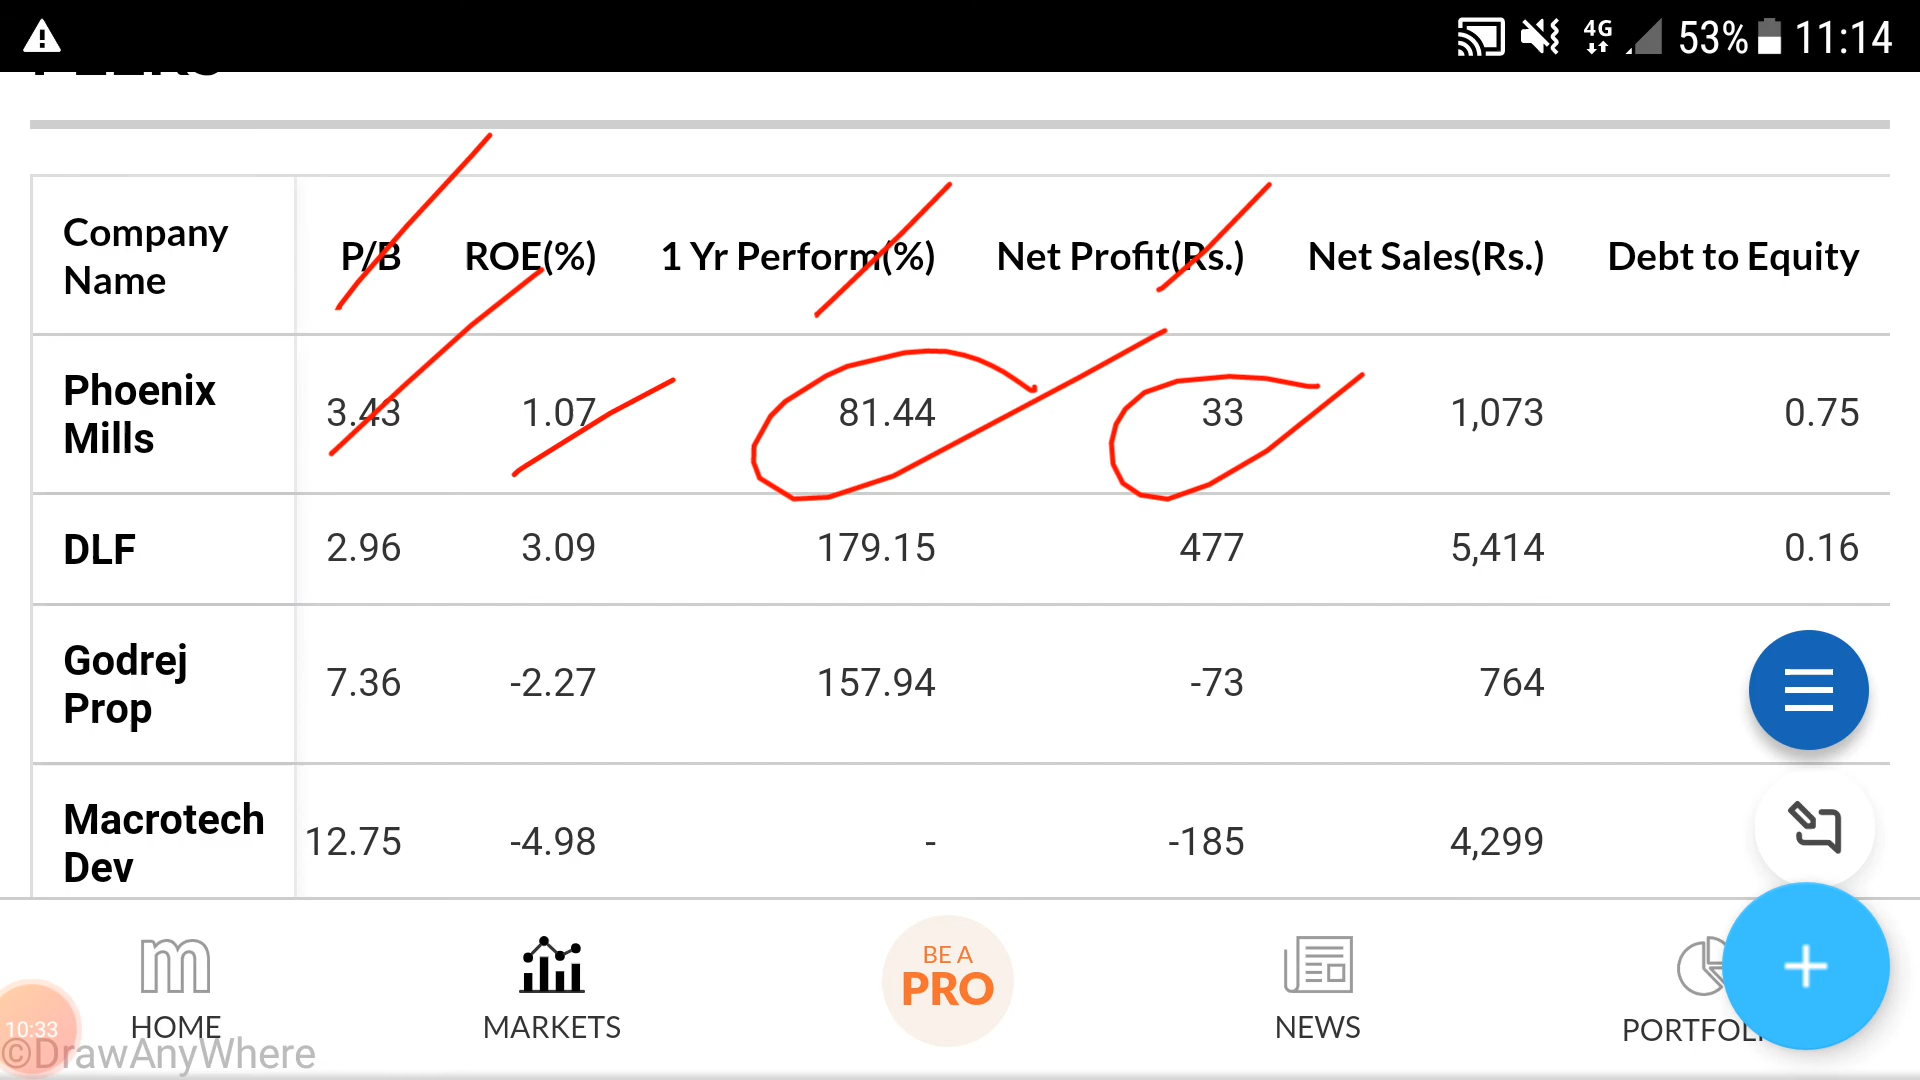 4G 53% 11:14
PEERS
Company Name P/B ROE(%) 1 Yr Perform(%) Net Profit(Rs.) Net Sales(Rs.) Debt to Equity
Phoenix Mills 3.43 1.07 81.44 33 1,073 0.75
DLF 2.96 3.09 179.15 477 5,414 0.16
Godrej Prop 7.36 -2.27 157.94 -73 764
Macrotech Dev 12.75 -4.98 - -185 4,299
BE A
PRO
HOME MARKETS NEWS PORTFOLI
10:33
©DrawAnyWhere